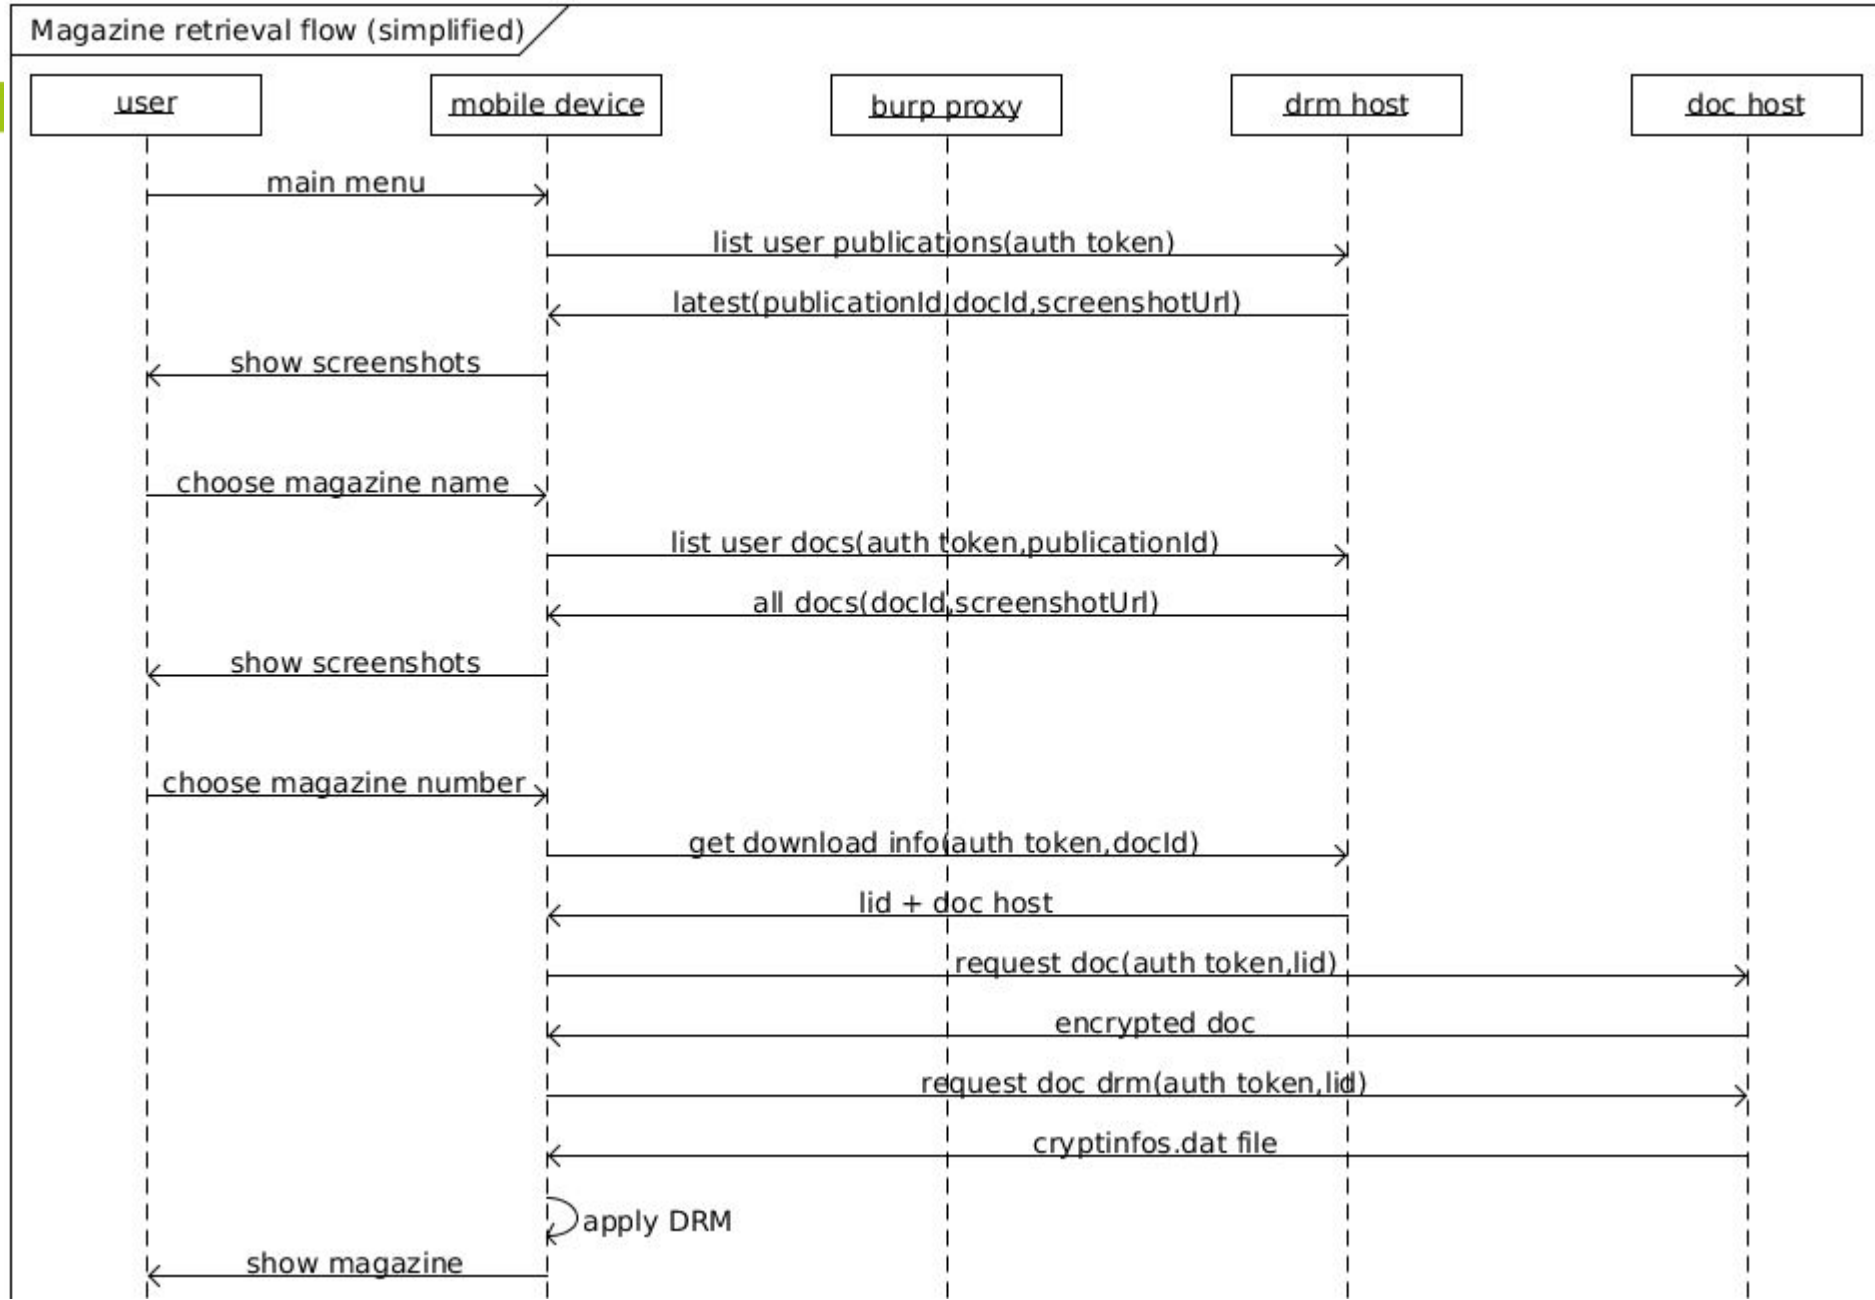 Magazine retrieval flow (simplified)
user
mobile device
burp proxy
drm host
doc host
main menu
list user publications(auth token)
latest(publicationId,docId,screenshotUrl)
show screenshots
choose magazine name
list user docs(auth token,publicationId)
all docs(docId,screenshotUrl)
show screenshots
choose magazine number
get download info(auth token,docId)
lid + doc host
request doc(auth token,lid)
encrypted doc
request doc drm(auth token,lid)
cryptinfos.dat file
apply DRM
show magazine